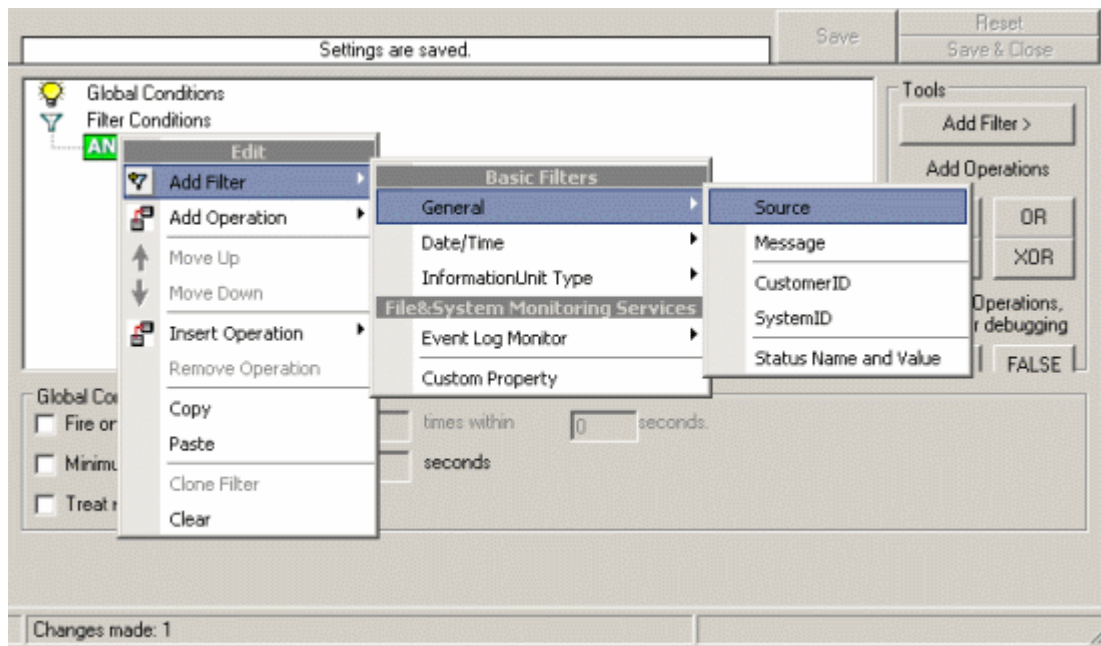 Settings are saved.
Save
Reset
Save & Close
Global Conditions
Filter Conditions
AN
Tools
Add Filter >
Add Operations
OR
XOR
Operations,
r debugging
FALSE
Edit
Add Filter
Add Operation
Move Up
Move Down
Insert Operation
Remove Operation
Copy
Paste
Clone Filter
Clear
Basic Filters
General
Date/Time
InformationUnit Type
File&System Monitoring Services
Event Log Monitor
Custom Property
Source
Message
CustomerID
SystemID
Status Name and Value
Global Co
Fire or
times within
0
seconds.
Minimu
seconds
Treat
Changes made: 1